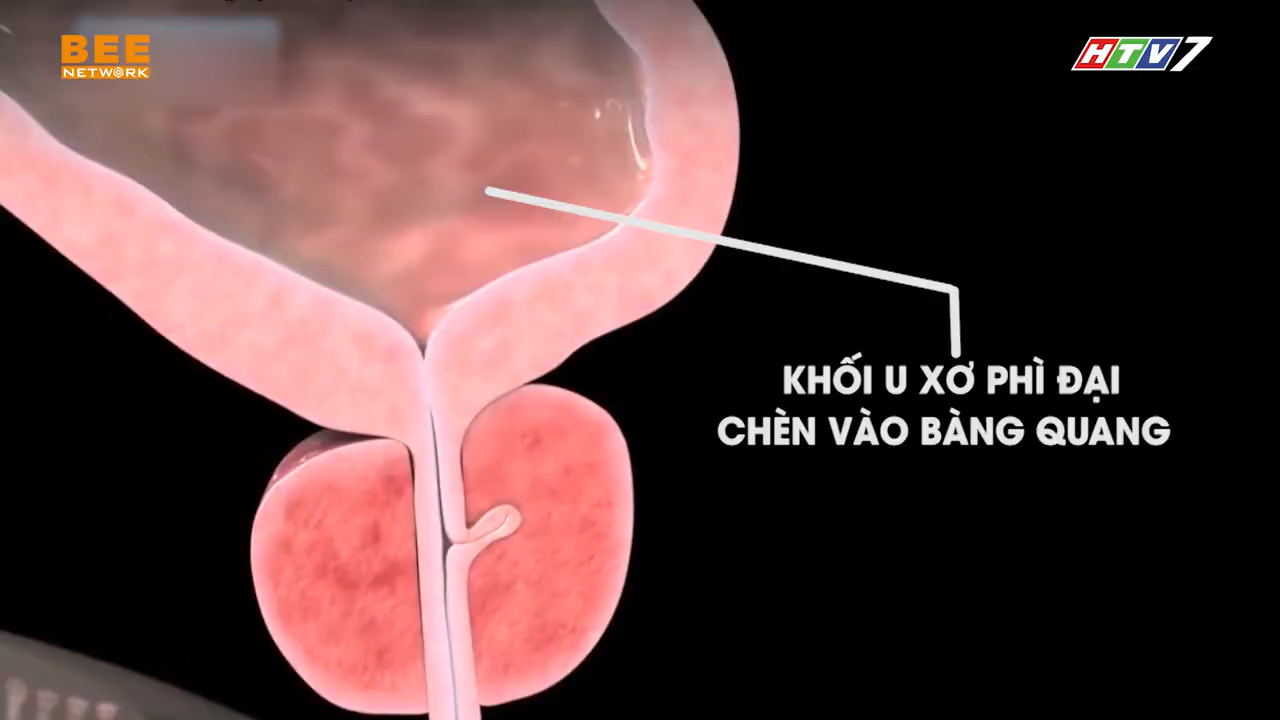 BEE
NETWORK
HTV7
KHỐI U XƠ PHÌ ĐẠI
CHÈN VÀO BÀNG QUANG